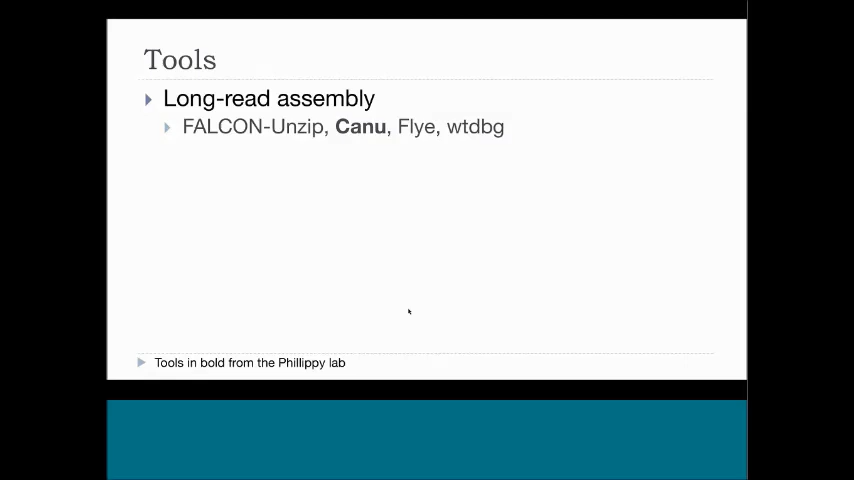 Tools
Long-read assembly
FALCON-Unzip, Canu, Flye, wtdbg
Tools in bold from the Phillippy lab